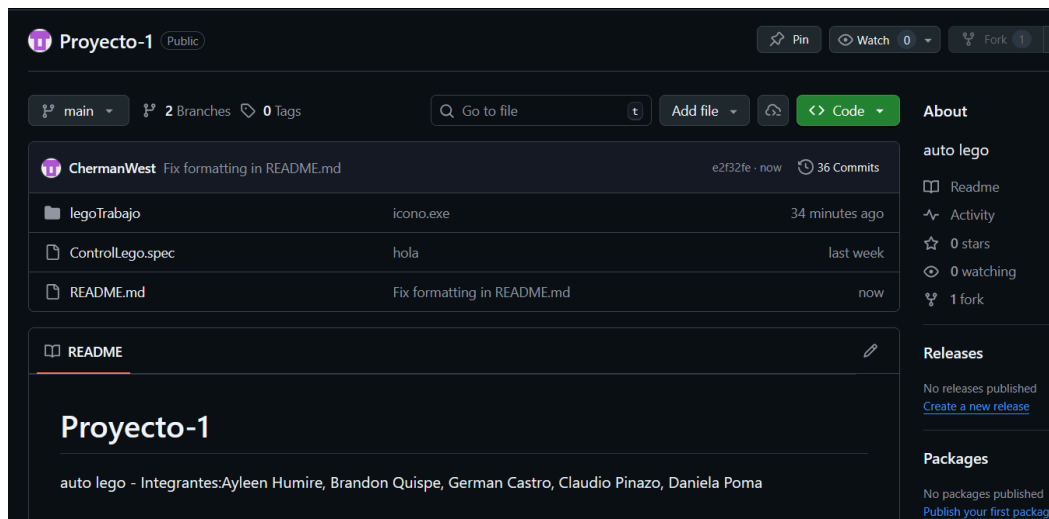 Proyecto-1 Public Pin Watch 0 Fork 1
main 2 Branches 0 Tags Go to file t Add file Code
About
auto lego
ChermanWest Fix formatting in README.md e2f32fe · now 36 Commits
Readme
legoTrabajo icono.exe 34 minutes ago
Activity
0 stars
ControlLego.spec hola last week
0 watching
README.md Fix formatting in README.md now
1 fork
README
Releases
No releases published
Create a new release
Proyecto-1
Packages
auto lego - Integrantes:Ayleen Humire, Brandon Quispe, German Castro, Claudio Pinazo, Daniela Poma
No packages published
Publish your first packag